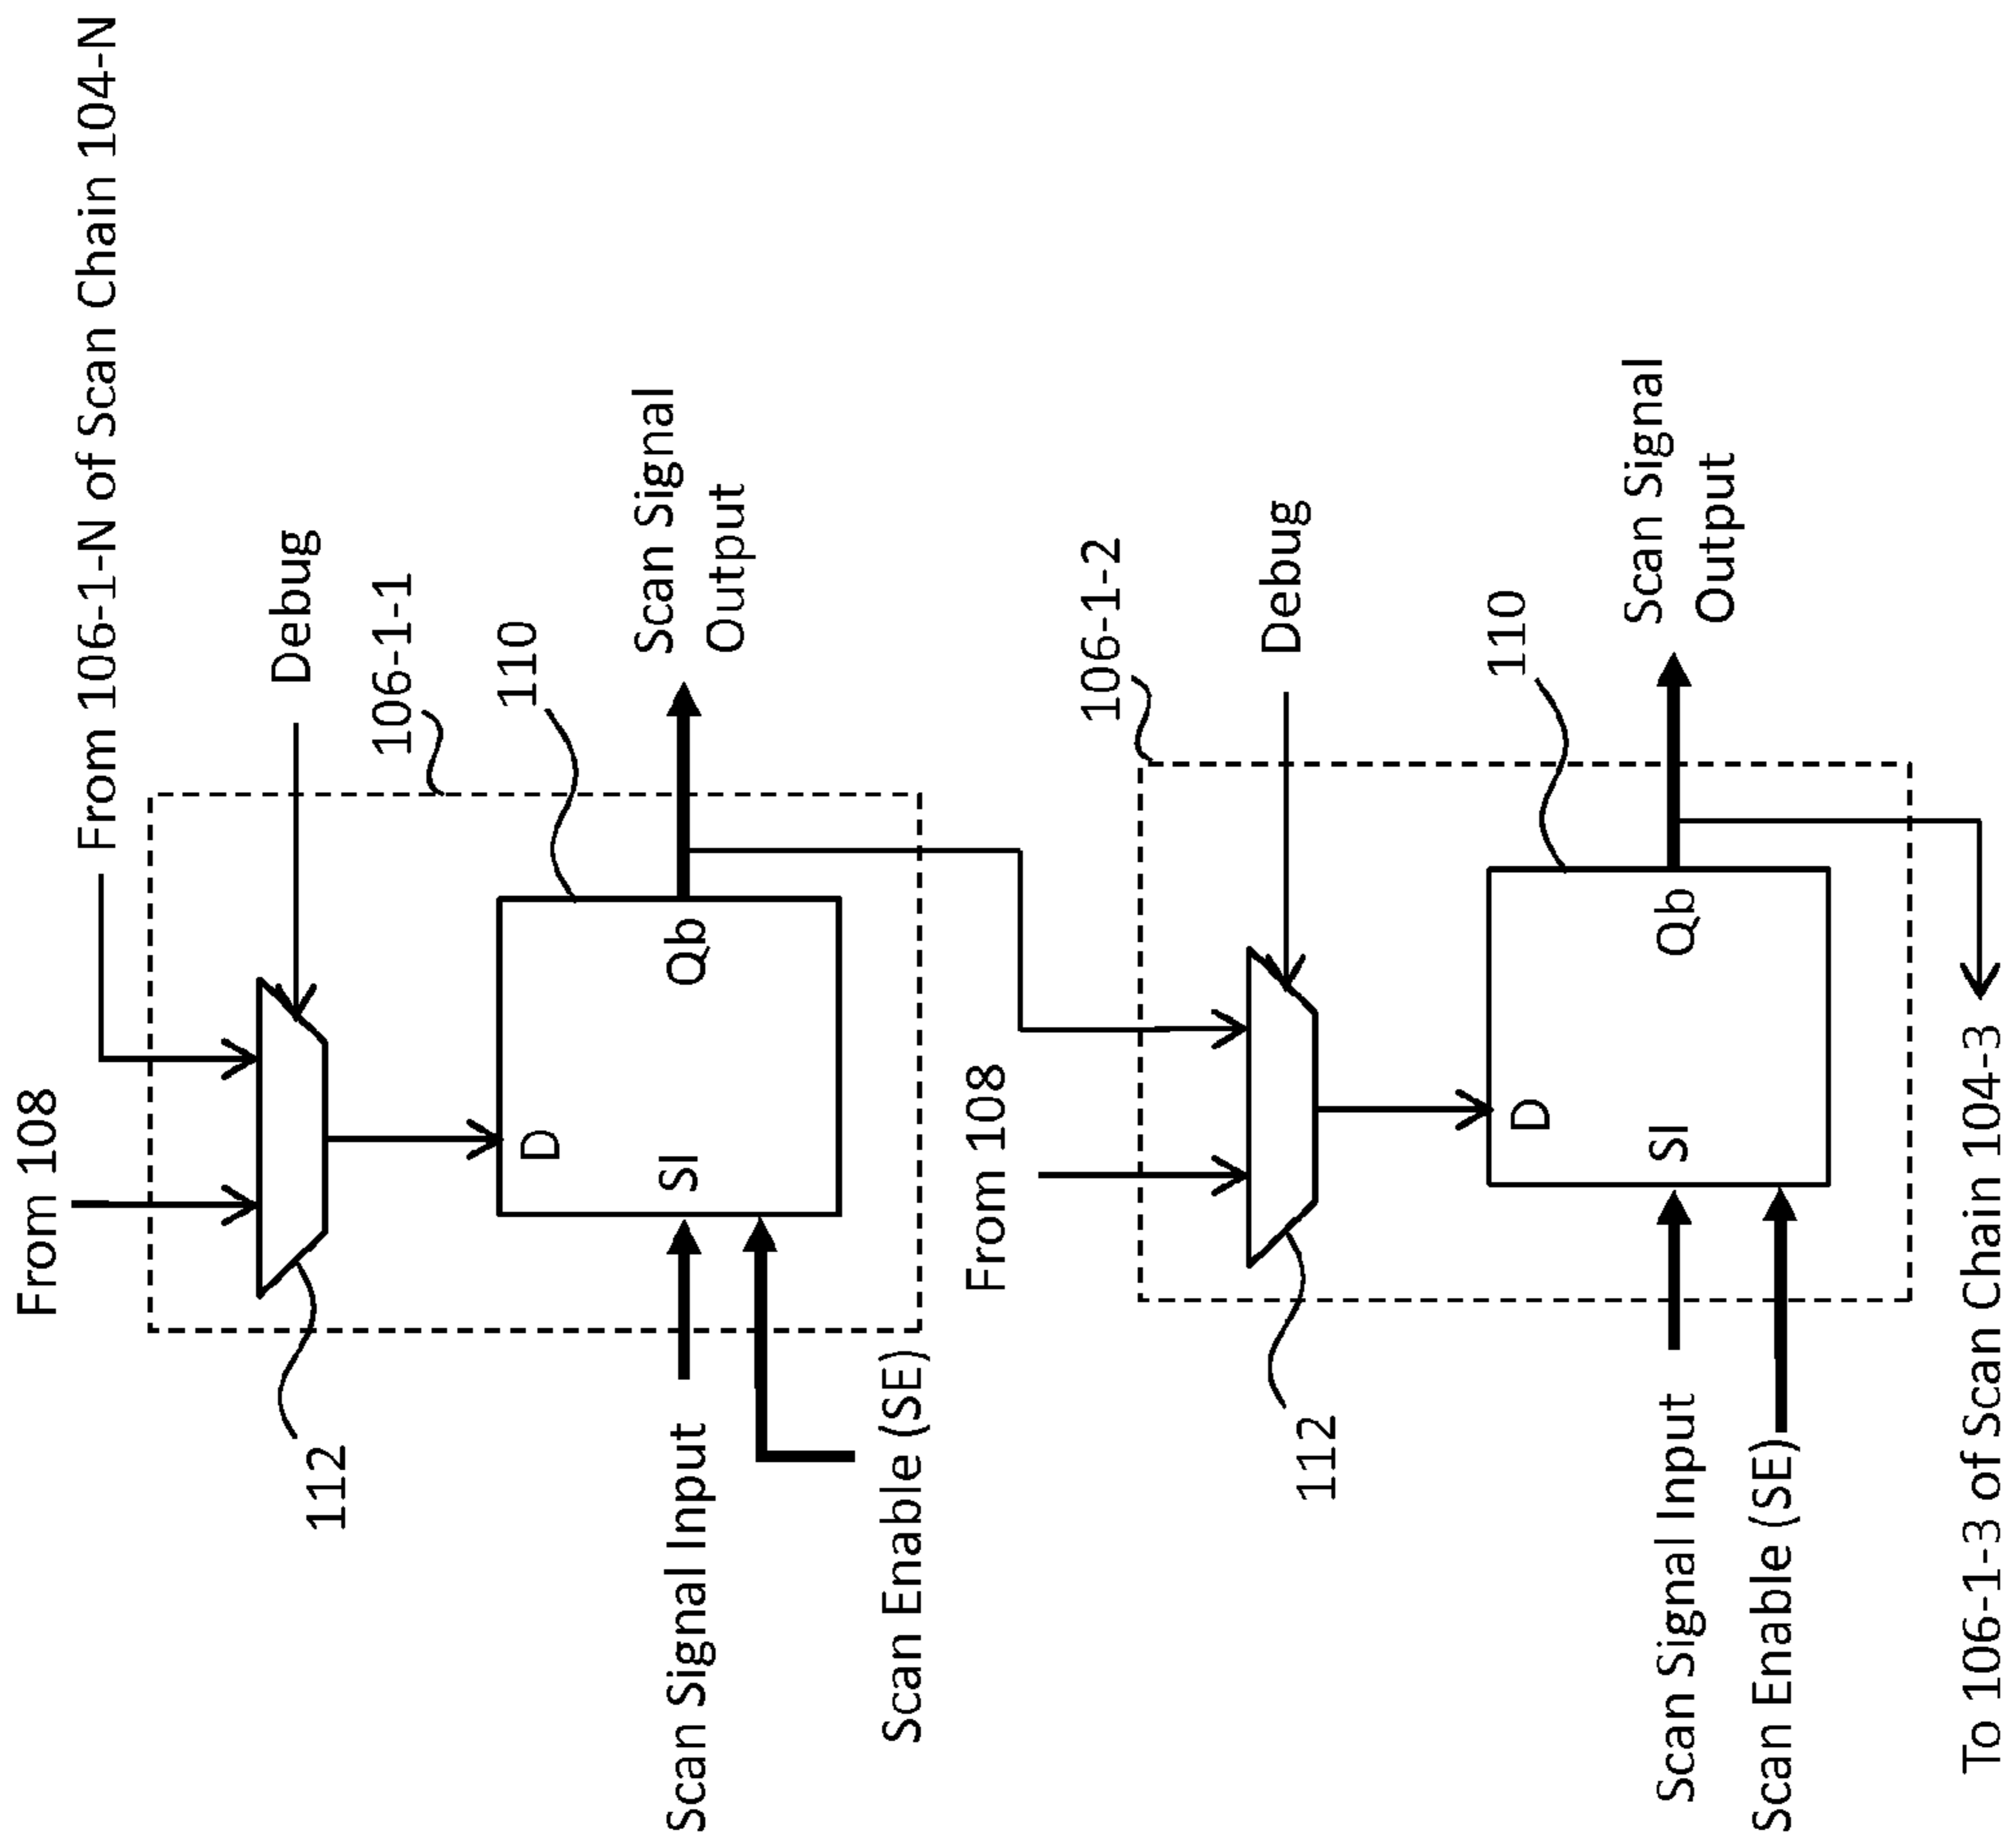 From 108
From 106-1-N of Scan Chain 104-N
Debug
112
106-1-1
D
110
SI
Qb
Scan Signal Input
Scan Signal
Output
Scan Enable (SE)
From 108
106-1-2
Debug
112
D
110
SI
Qb
Scan Signal Input
Scan Signal
Output
Scan Enable (SE)
To 106-1-3 of Scan Chain 104-3